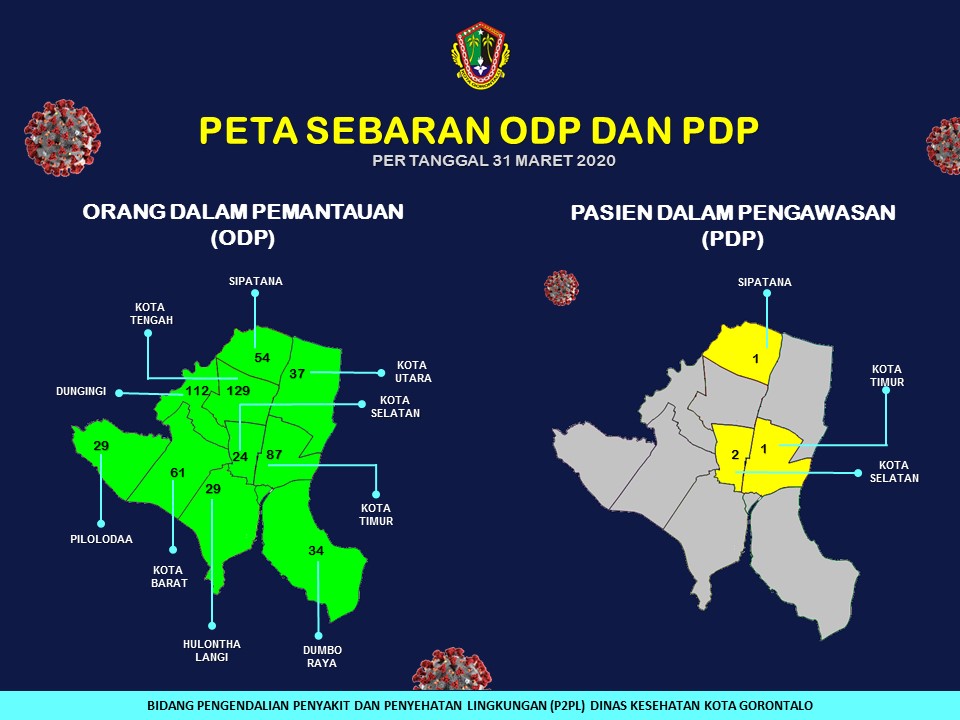 PETA SEBARAN ODP DAN PDP
PER TANGGAL 31 MARET 2020
ORANG DALAM PEMANTAUAN
(ODP)
SIPATANA
KOTA
TENGAH
54
37
KOTA
UTARA
DUNGINGI
112
129
KOTA
SELATAN
29
24
87
61
29
KOTA
TIMUR
PILOLODAA
34
KOTA
BARAT
HULONTHA
LANGI
DUMBO
RAYA
PASIEN DALAM PENGAWASAN
(PDP)
SIPATANA
1
KOTA
TIMUR
2
1
KOTA
SELATAN
BIDANG PENGENDALIAN PENYAKIT DAN PENYEHATAN LINGKUNGAN (P2PL) DINAS KESEHATAN KOTA GORONTALO